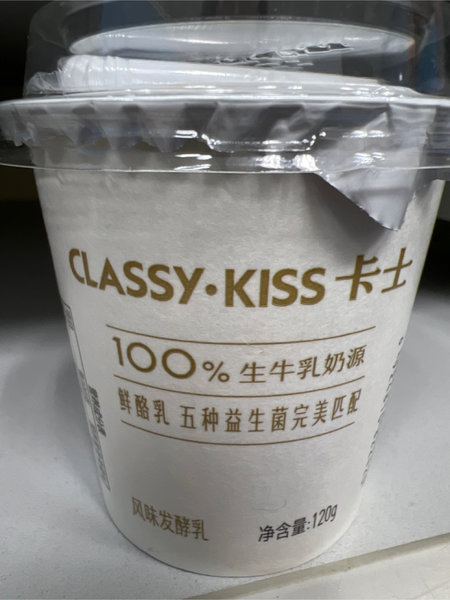 CLASSY·KISS 卡士
100% 生牛乳奶源
鲜酪乳 五种益生菌完美匹配
风味发酵乳
净含量:120g